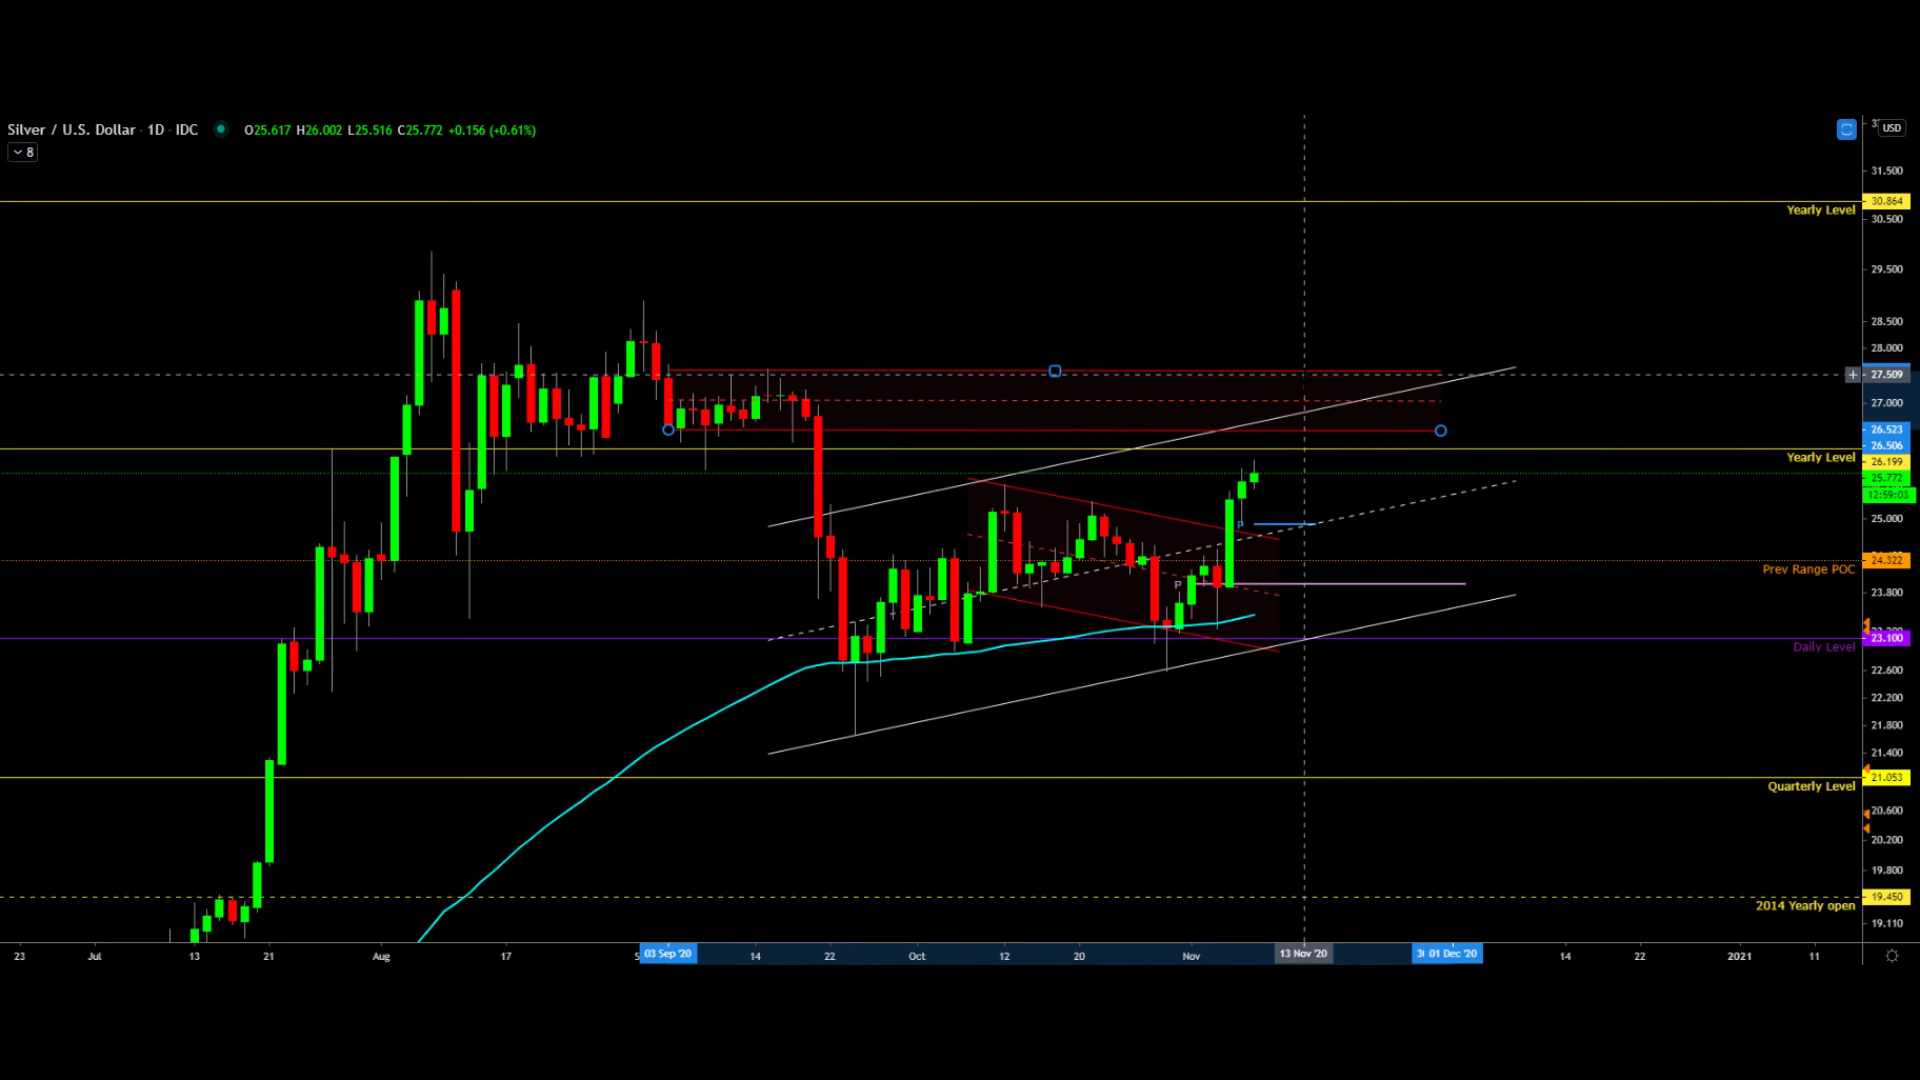 Silver / U.S. Dollar · 1D · IDC O25.617 H26.002 L25.516 C25.772 +0.156 (+0.61%)
8
USD
31.500
30.864
Yearly Level
30.500
29.500
28.500
28.000
27.509
27.000
26.523
26.506
Yearly Level
26.199
25.772
12:59:03
P
25.000
24.322
Prev Range POC
P
23.800
23.100
Daily Level
22.600
22.200
21.800
21.400
21.053
Quarterly Level
20.600
20.200
19.800
19.450
2014 Yearly open
19.110
23 Jul 13 21 Aug 17 03 Sep '20 14 22 Oct 12 20 Nov 13 Nov '20 01 Dec '20 14 22 2021 11